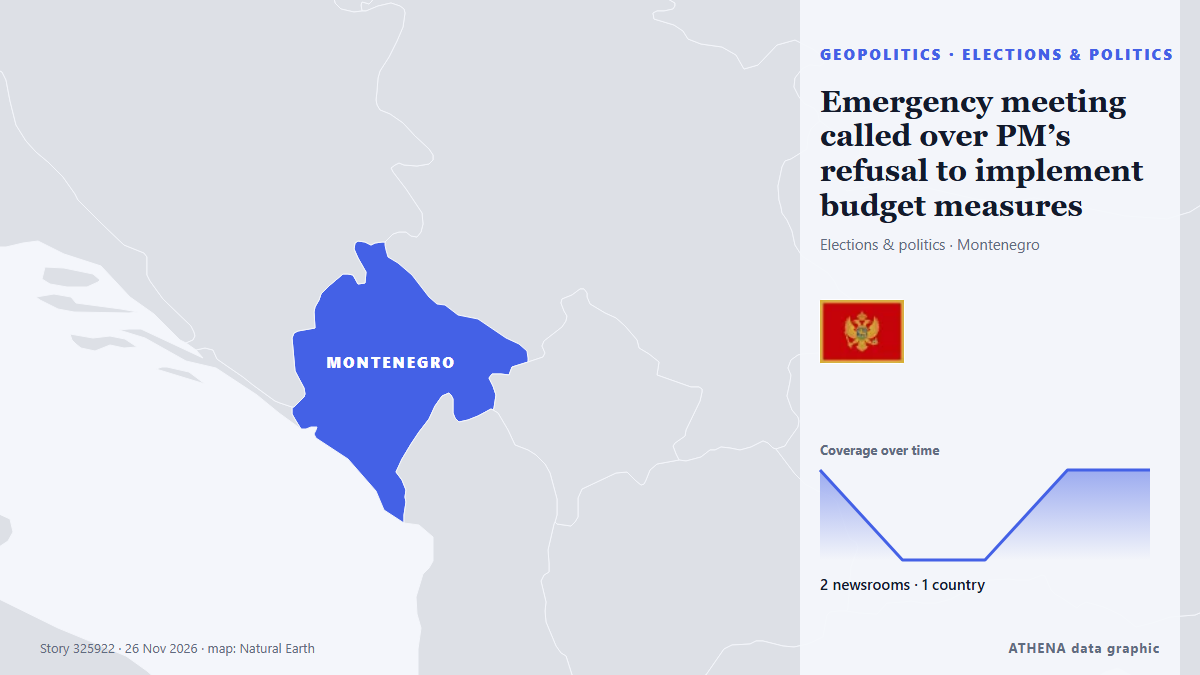 GEOPOLITICS · ELECTIONS & POLITICS
Emergency meeting
called over PM’s
refusal to implement
budget measures
Elections & politics · Montenegro
MONTENEGRO
Coverage over time
2 newsrooms · 1 country
Story 325922 · 26 Nov 2026 · map: Natural Earth
ATHENA data graphic